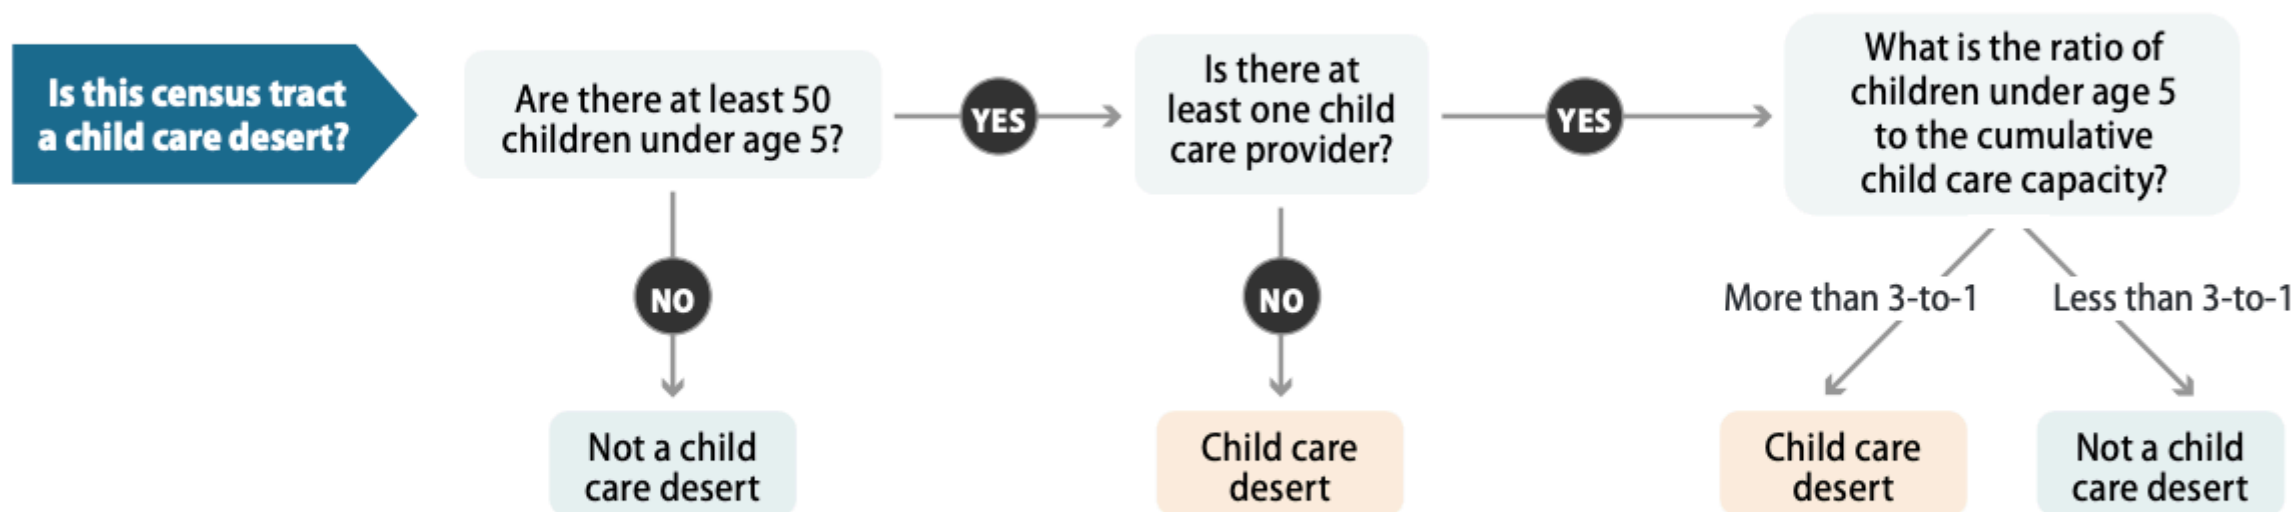 Is this census tract
a child care desert?
Are there at least 50
children under age 5?
YES
Is there at
least one child
care provider?
YES
What is the ratio of
children under age 5
to the cumulative
child care capacity?
NO
NO
More than 3-to-1
Less than 3-to-1
Not a child
care desert
Child care
desert
Child care
desert
Not a child
care desert